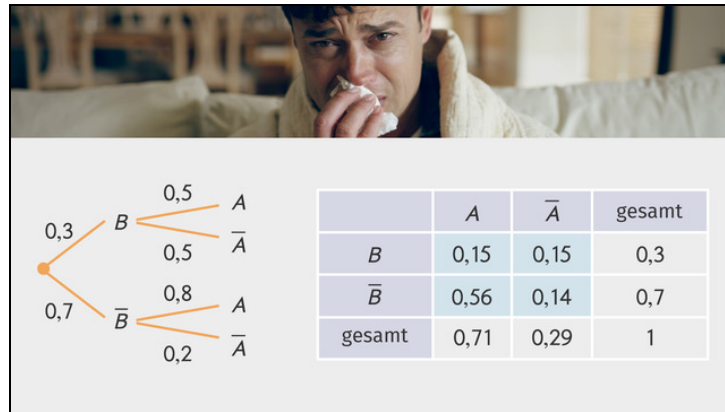 0,5 A
0,3 B
0,5 A̅
0,8 A
0,7 B̅
0,2 A̅
A A̅ gesamt
B 0,15 0,15 0,3
B̅ 0,56 0,14 0,7
gesamt 0,71 0,29 1